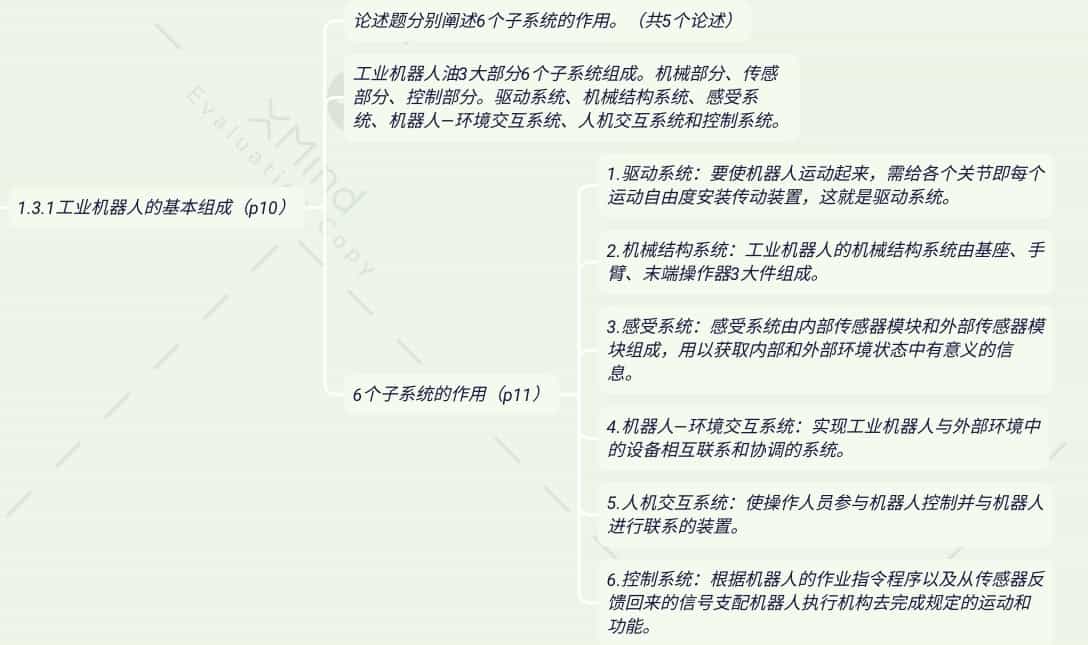 论述题分别阐述6个子系统的作用。（共5个论述）
工业机器人油3大部分6个子系统组成。机械部分、传感
部分、控制部分。驱动系统、机械结构系统、感受系
统、机器人—环境交互系统、人机交互系统和控制系统。
1.3.1工业机器人的基本组成（p10）
6个子系统的作用（p11）
1.驱动系统：要使机器人运动起来，需给各个关节即每个
运动自由度安装传动装置，这就是驱动系统。
2.机械结构系统：工业机器人的机械结构系统由基座、手
臂、末端操作器3大件组成。
3.感受系统：感受系统由内部传感器模块和外部传感器模
块组成，用以获取内部和外部环境状态中有意义的信
息。
4.机器人—环境交互系统：实现工业机器人与外部环境中
的设备相互联系和协调的系统。
5.人机交互系统：使操作人员参与机器人控制并与机器人
进行联系的装置。
6.控制系统：根据机器人的作业指令程序以及从传感器反
馈回来的信号支配机器人执行机构去完成规定的运动和
功能。
XMind
Evaluation Copy